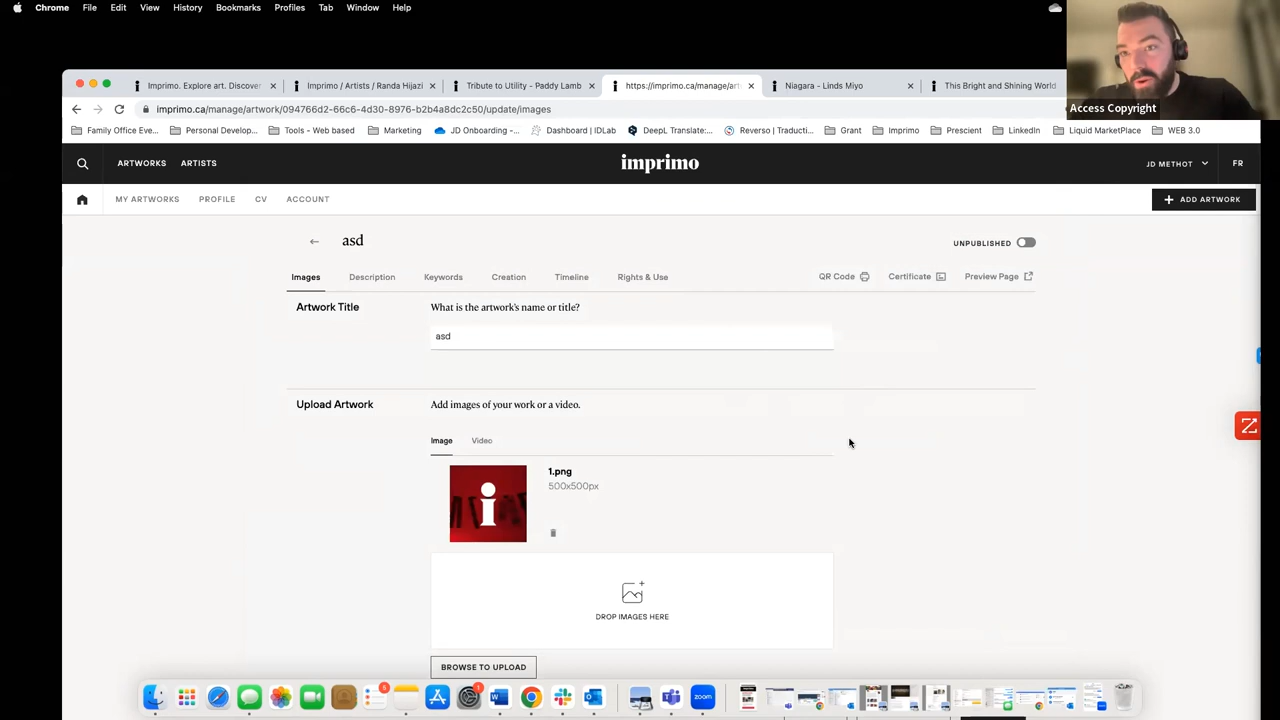 Chrome File Edit View History Bookmarks Profiles Tab Window Help
Access Copyright
Imprimo. Explore art. Discover Imprimo / Artists / Randa Hijazi Tribute to Utility - Paddy Lamb https://imprimo.ca/manage/art Niagara - Linds Miyo This Bright and Shining World
imprimo.ca/manage/artwork/094766d2-66c6-4d30-8976-b2b4a8dc2c50/update/images
Family Office Eve... Personal Develop... Tools - Web based Marketing JD Onboarding -... Dashboard | IDLab DeepL Translate:... Reverso | Traducti... Grant Imprimo Prescient LinkedIn Liquid MarketPlace WEB 3.0
ARTWORKS ARTISTS imprimo JD METHOT FR
MY ARTWORKS PROFILE CV ACCOUNT + ADD ARTWORK
← asd UNPUBLISHED
Images Description Keywords Creation Timeline Rights & Use QR Code Certificate Preview Page
Artwork Title What is the artwork's name or title?
asd
Upload Artwork Add images of your work or a video.
Image Video
1.png
500x500px
DROP IMAGES HERE
BROWSE TO UPLOAD
zoom